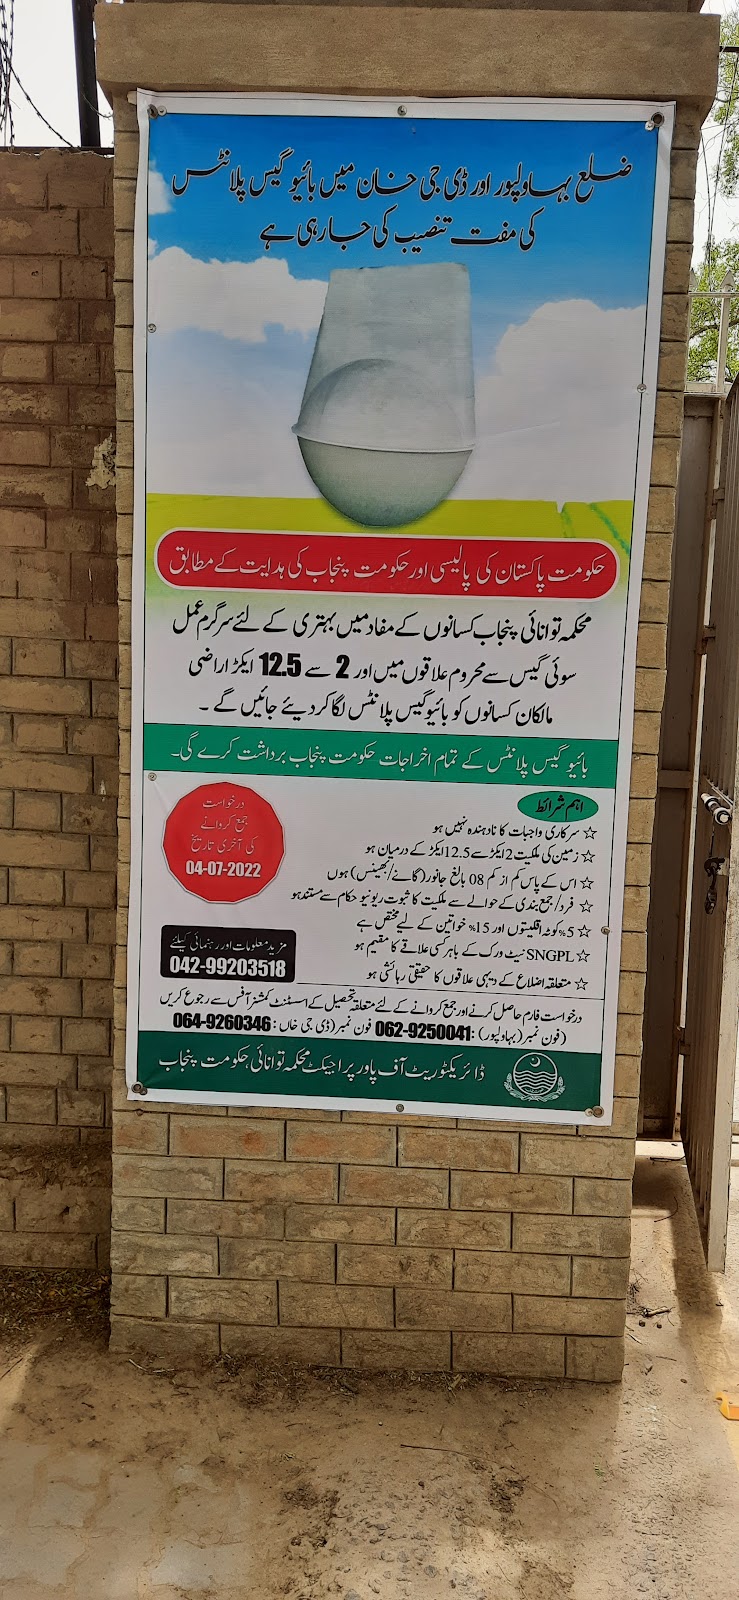 ضلع بہاولپور اور ڈی جی خان میں بائیو گیس پلانٹس
کی مفت تنصیب کی جارہی ہے
حکومت پاکستان کی پالیسی اور حکومت پنجاب کی ہدایت کے مطابق
محکمہ توانائی پنجاب کسانوں کے مفاد میں بہتری کے لئے سرگرم عمل
سوئی گیس سے محروم علاقوں میں اور 2 سے 12.5 ایکڑ اراضی
مالکان کسانوں کو بائیو گیس پلانٹس لگا کر دیئے جائیں گے ۔
بائیو گیس پلانٹس کے تمام اخراجات حکومت پنجاب برداشت کرے گی۔
اہم شرائط
☆ سرکاری واجبات کا نادہندہ نہیں ہو
☆ زمین کی ملکیت 2 ایکڑ سے 12.5 ایکڑ کے درمیان ہو
☆ اس کے پاس کم از کم 08 بالغ جانور (گائے/بھینس) ہوں
☆ فرد/جمع بندی کے حوالے سے ملکیت کا ثبوت ریونیو حکام سے مستند ہو
☆ 5% کوٹہ اقلیتوں اور 15% خواتین کے لیے مختص ہے
☆ SNGPL نیٹ ورک کے باہر کسی علاقے کا مقیم ہو
☆ متعلقہ اضلاع کے دیہی علاقوں کا حقیقی رہائشی ہو
درخواست
جمع کروانے
کی آخری تاریخ
04-07-2022
مزید معلومات اور رہنمائی کیلئے
042-99203518
درخواست فارم حاصل کرنے اور جمع کروانے کے لئے متعلقہ تحصیل کے اسسٹنٹ کمشنر آفس سے رجوع کریں
(فون نمبر (بہاولپور) : 062-9250041 فون نمبر (ڈی جی خاں : 064-9260346
ڈائریکٹوریٹ آف پاور پراجیکٹ محکمہ توانائی حکومت پنجاب